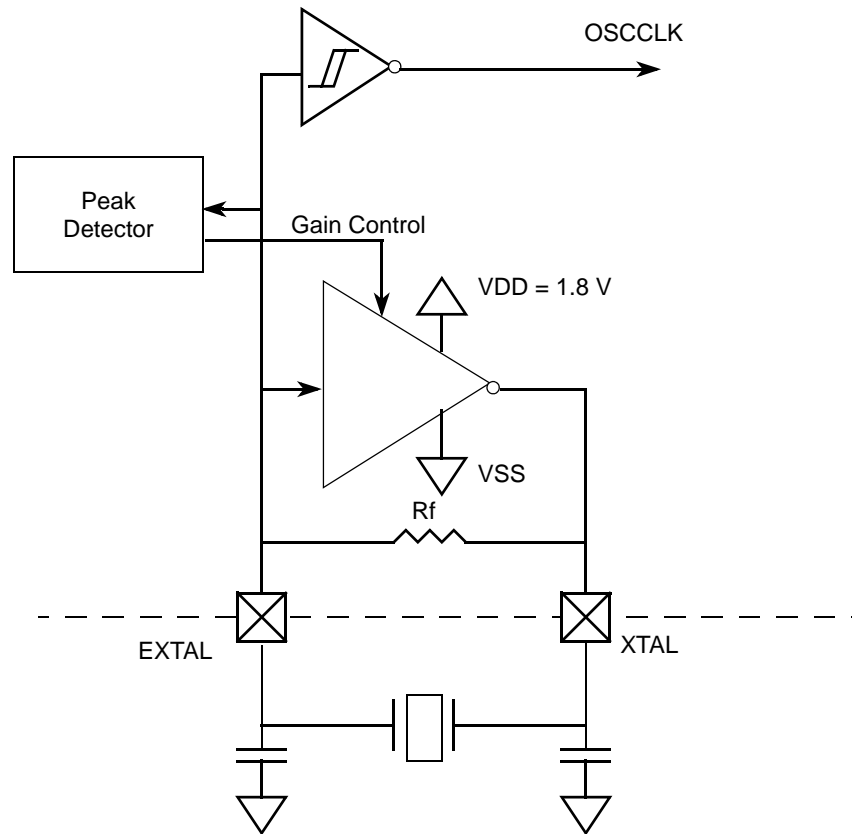 OSCCLK
Peak
Detector
Gain Control
VDD = 1.8 V
VSS
Rf
EXTAL
XTAL